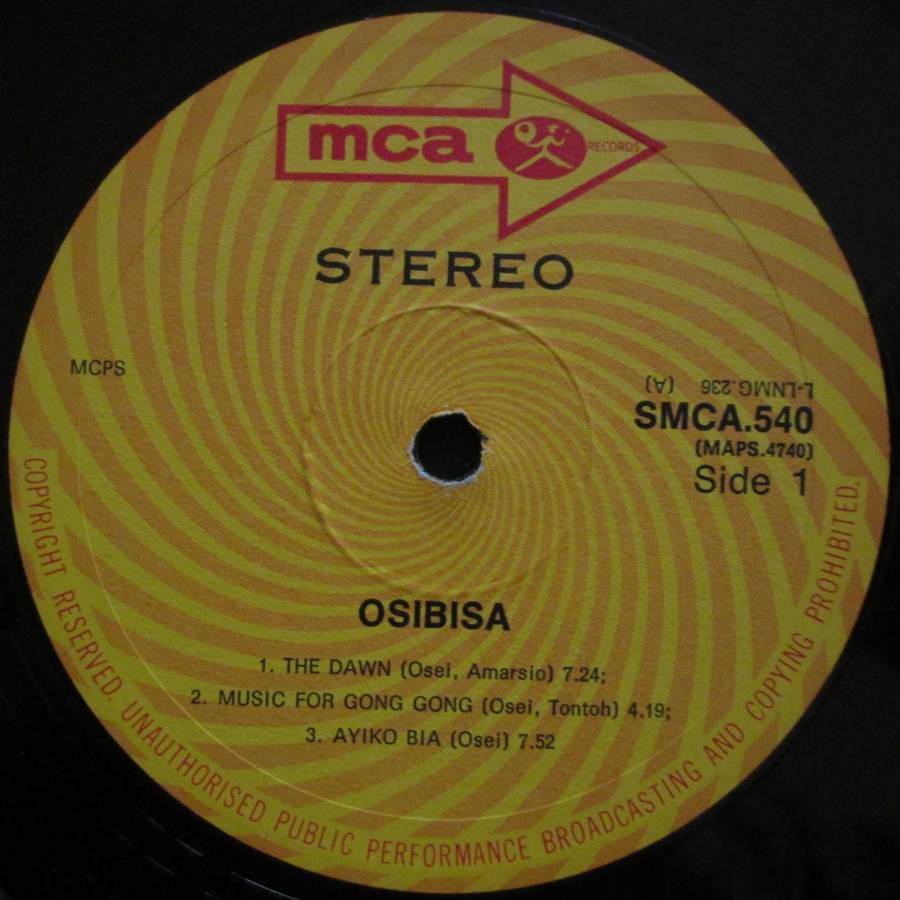 mca RECORDS
STEREO
MCPS
L-LNMG.236 (A)
SMCA.540
(MAPS.4740)
Side 1
OSIBISA
1. THE DAWN (Osei, Amarsio) 7.24;
2. MUSIC FOR GONG GONG (Osei, Tontoh) 4.19;
3. AYIKO BIA (Osei) 7.52
COPYRIGHT RESERVED. UNAUTHORISED PUBLIC PERFORMANCE BROADCASTING AND COPYING PROHIBITED.